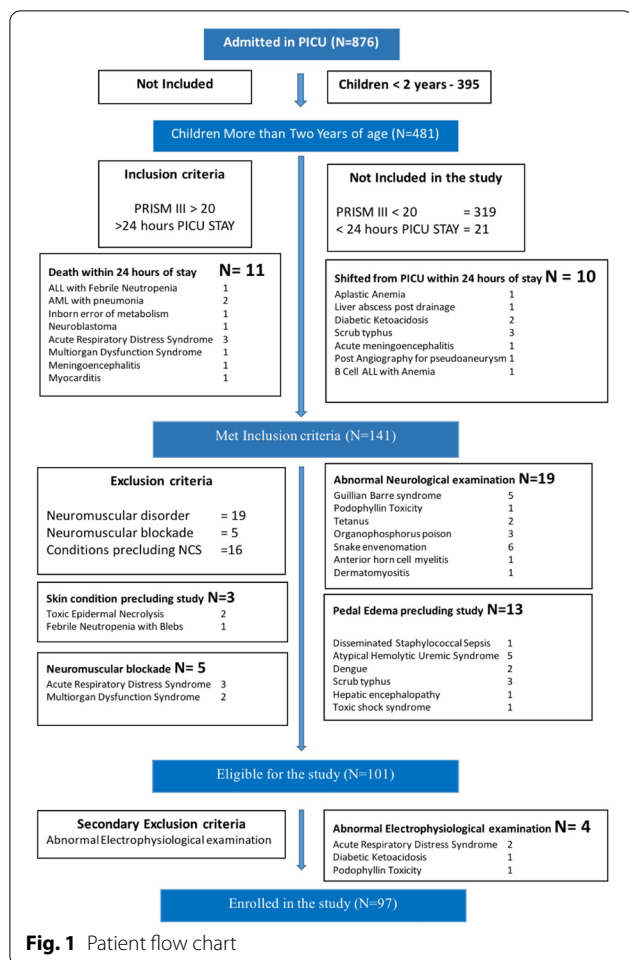 Admitted in PICU (N=876)
Not Included
Children < 2 years - 395
Children More than Two Years of age (N=481)
Inclusion criteria
PRISM III > 20
>24 hours PICU STAY
Not Included in the study
PRISM III < 20 = 319
< 24 hours PICU STAY = 21
Death within 24 hours of stay N= 11
ALL with Febrile Neutropenia 1
AML with pneumonia 2
Inborn error of metabolism 1
Neuroblastoma 1
Acute Respiratory Distress Syndrome 3
Multiorgan Dysfunction Syndrome 1
Meningoencephalitis 1
Myocarditis 1
Shifted from PICU within 24 hours of stay N = 10
Aplastic Anemia 1
Liver abscess post drainage 1
Diabetic Ketoacidosis 2
Scrub typhus 3
Acute meningoencephalitis 1
Post Angiography for pseudoaneurysm 1
B Cell ALL with Anemia 1
Met Inclusion criteria (N=141)
Exclusion criteria
Neuromuscular disorder = 19
Neuromuscular blockade = 5
Conditions precluding NCS =16
Abnormal Neurological examination N=19
Guillian Barre syndrome 5
Podophyllin Toxicity 1
Tetanus 2
Organophosphorus poison 3
Snake envenomation 6
Anterior horn cell myelitis 1
Dermatomyositis 1
Skin condition precluding study N=3
Toxic Epidermal Necrolysis 2
Febrile Neutropenia with Blebs 1
Pedal Edema precluding study N=13
Disseminated Staphylococcal Sepsis 1
Atypical Hemolytic Uremic Syndrome 5
Dengue 2
Scrub typhus 3
Hepatic encephalopathy 1
Toxic shock syndrome 1
Neuromuscular blockade N= 5
Acute Respiratory Distress Syndrome 3
Multiorgan Dysfunction Syndrome 2
Eligible for the study (N=101)
Secondary Exclusion criteria
Abnormal Electrophysiological examination
Abnormal Electrophysiological examination N= 4
Acute Respiratory Distress Syndrome 2
Diabetic Ketoacidosis 1
Podophyllin Toxicity 1
Enrolled in the study (N=97)
Fig. 1 Patient flow chart